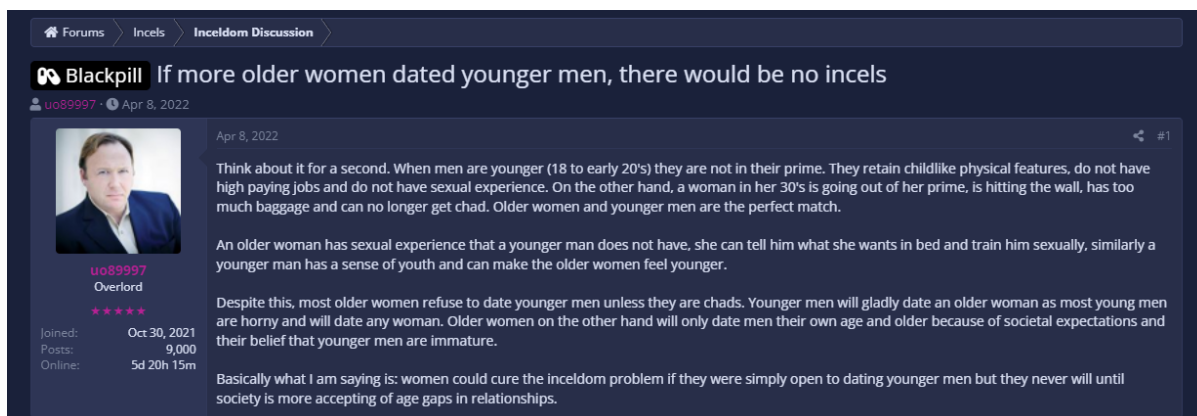 Forums Incels Inceldom Discussion
Blackpill If more older women dated younger men, there would be no incels
uo89997 · Apr 8, 2022
Apr 8, 2022 #1
Think about it for a second. When men are younger (18 to early 20's) they are not in their prime. They retain childlike physical features, do not have
high paying jobs and do not have sexual experience. On the other hand, a woman in her 30's is going out of her prime, is hitting the wall, has too
much baggage and can no longer get chad. Older women and younger men are the perfect match.
An older woman has sexual experience that a younger man does not have, she can tell him what she wants in bed and train him sexually, similarly a
younger man has a sense of youth and can make the older women feel younger.
Despite this, most older women refuse to date younger men unless they are chads. Younger men will gladly date an older woman as most young men
are horny and will date any woman. Older women on the other hand will only date men their own age and older because of societal expectations and
their belief that younger men are immature.
Basically what I am saying is: women could cure the inceldom problem if they were simply open to dating younger men but they never will until
society is more accepting of age gaps in relationships.
uo89997
Overlord
Joined: Oct 30, 2021
Posts: 9,000
Online: 5d 20h 15m